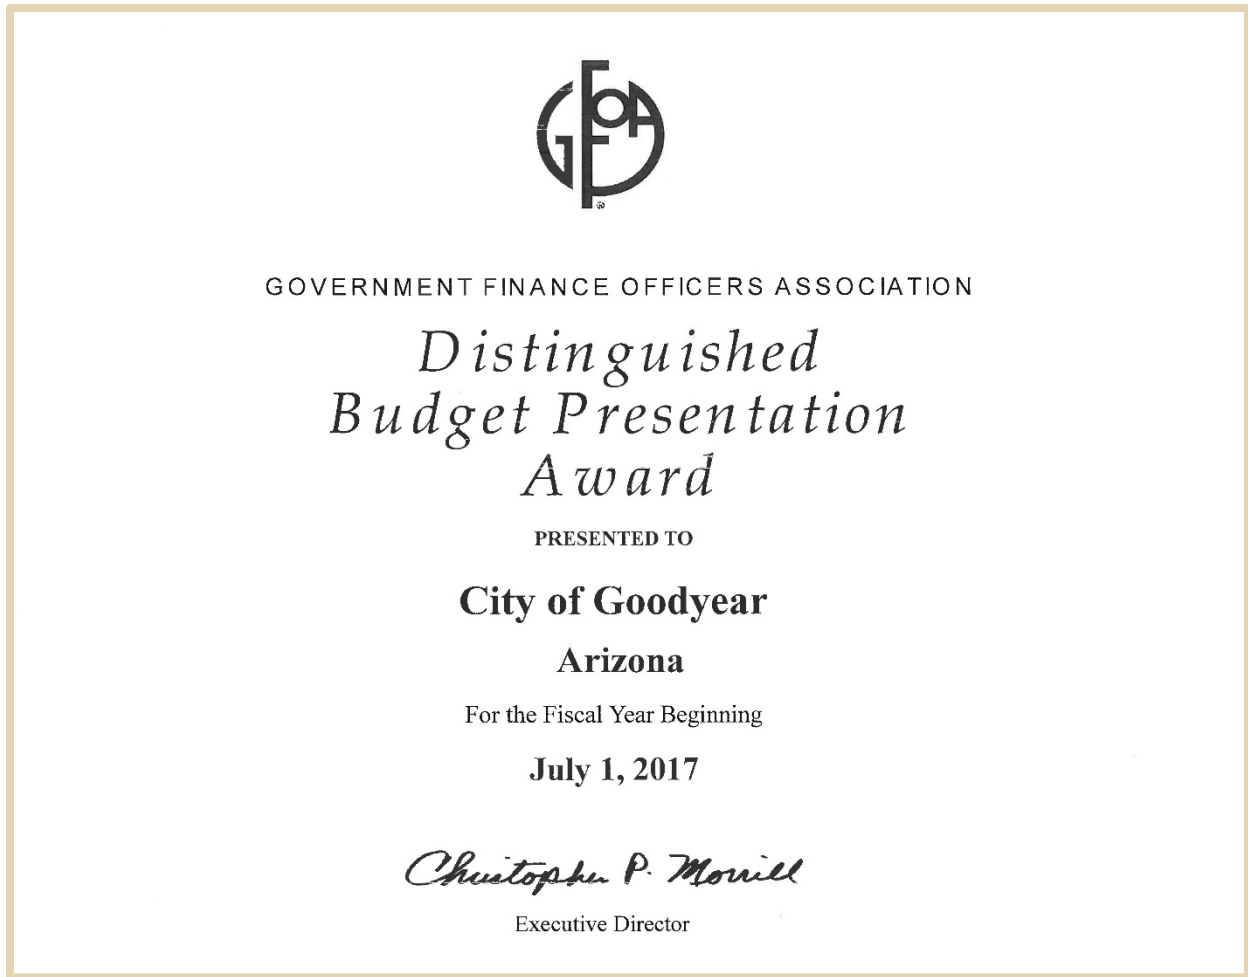 GFOA
GOVERNMENT FINANCE OFFICERS ASSOCIATION
Distinguished
Budget Presentation
Award
PRESENTED TO
City of Goodyear
Arizona
For the Fiscal Year Beginning
July 1, 2017
Christopher P. Morrill
Executive Director